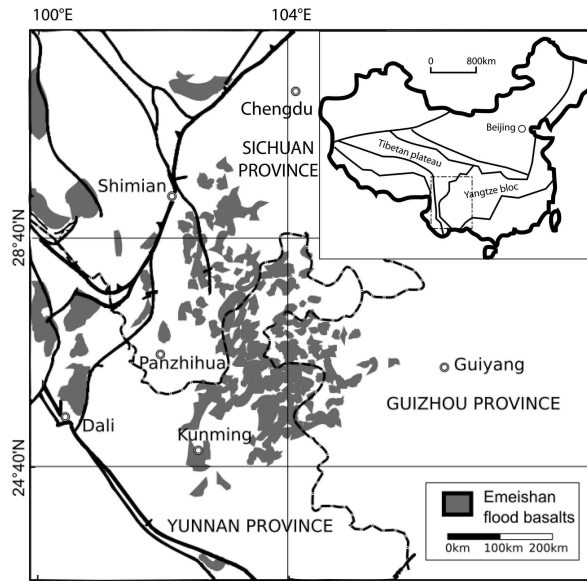 100°E
104°E
0
800km
Beijing
Tibetan plateau
Yangtze bloc
Chengdu
SICHUAN
PROVINCE
Shimian
28°40'N
Panzhihua
Guiyang
GUIZHOU PROVINCE
Dali
Kunming
24°40'N
YUNNAN PROVINCE
Emeishan
flood basalts
0km 100km 200km